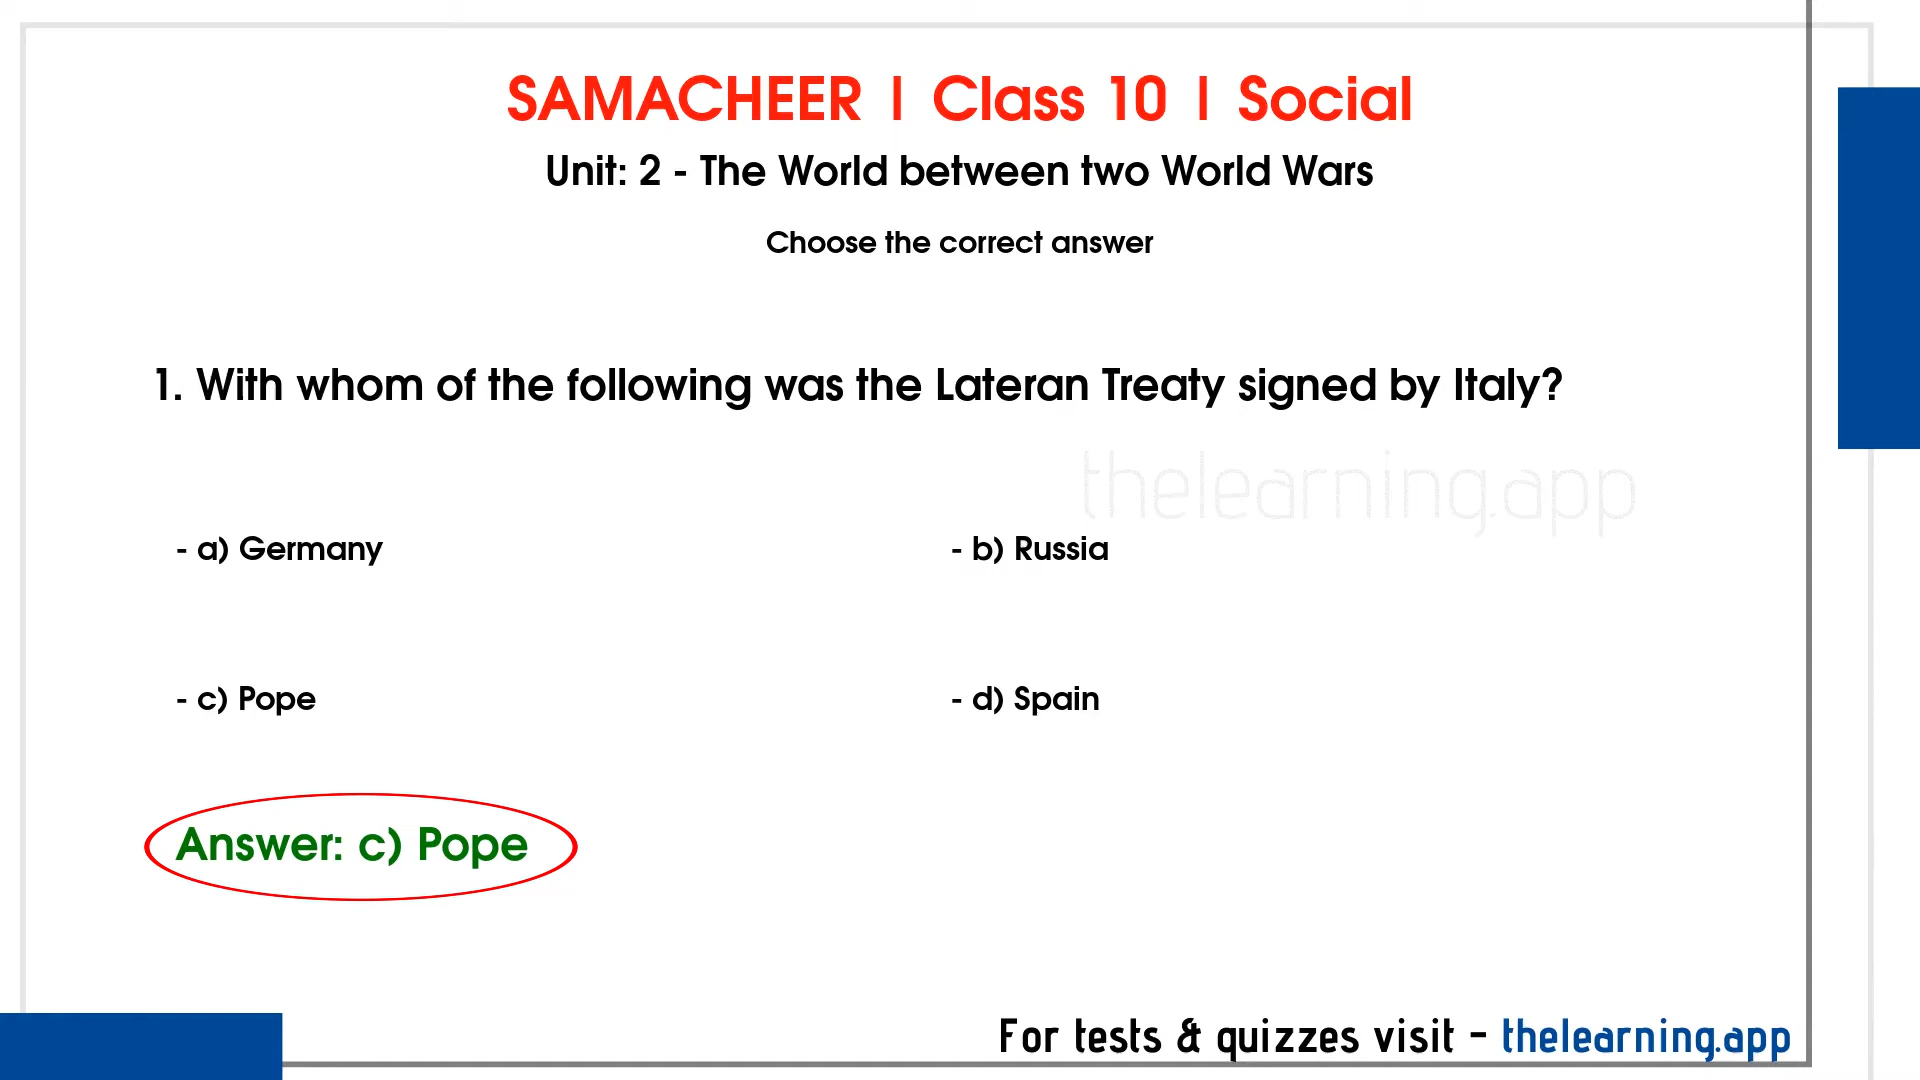 SAMACHEER | Class 10 | Social
Unit: 2 - The World between two World Wars
Choose the correct answer
1. With whom of the following was the Lateran Treaty signed by Italy?
thelearning.app
- a) Germany
- b) Russia
- c) Pope
- d) Spain
Answer: c) Pope
For tests & quizzes visit - thelearning.app